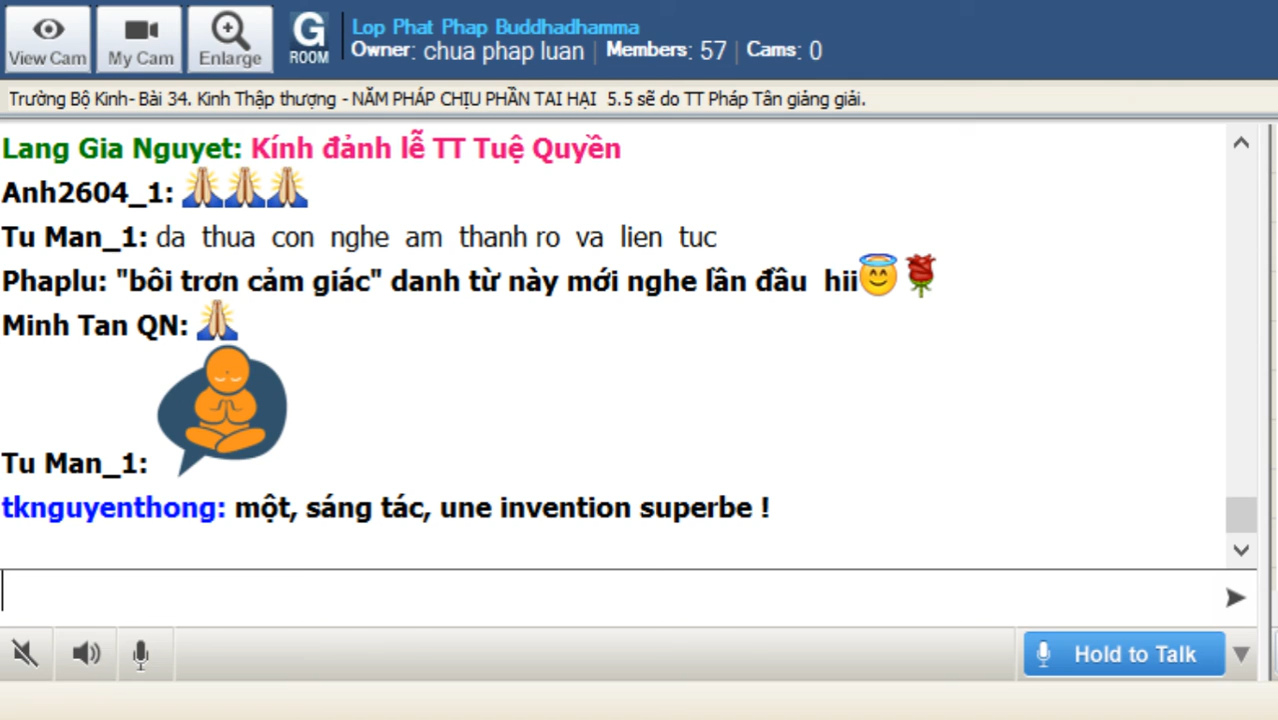 View Cam
My Cam
Enlarge
G ROOM
Lop Phat Phap Buddhadhamma
Owner: chua phap luan | Members: 57 | Cams: 0
Trường Bộ Kinh- Bài 34. Kinh Thập thượng - NĂM PHÁP CHỊU PHẦN TAI HẠI 5.5 sẽ do TT Pháp Tân giảng giải.
Lang Gia Nguyet: Kính đảnh lễ TT Tuệ Quyền
Anh2604_1:
Tu Man_1: da thua con nghe am thanh ro va lien tuc
Phaplu: "bôi trơn cảm giác" danh từ này mới nghe lần đầu hii
Minh Tan QN:
Tu Man_1:
tknguyenthong: một, sáng tác, une invention superbe !
Hold to Talk